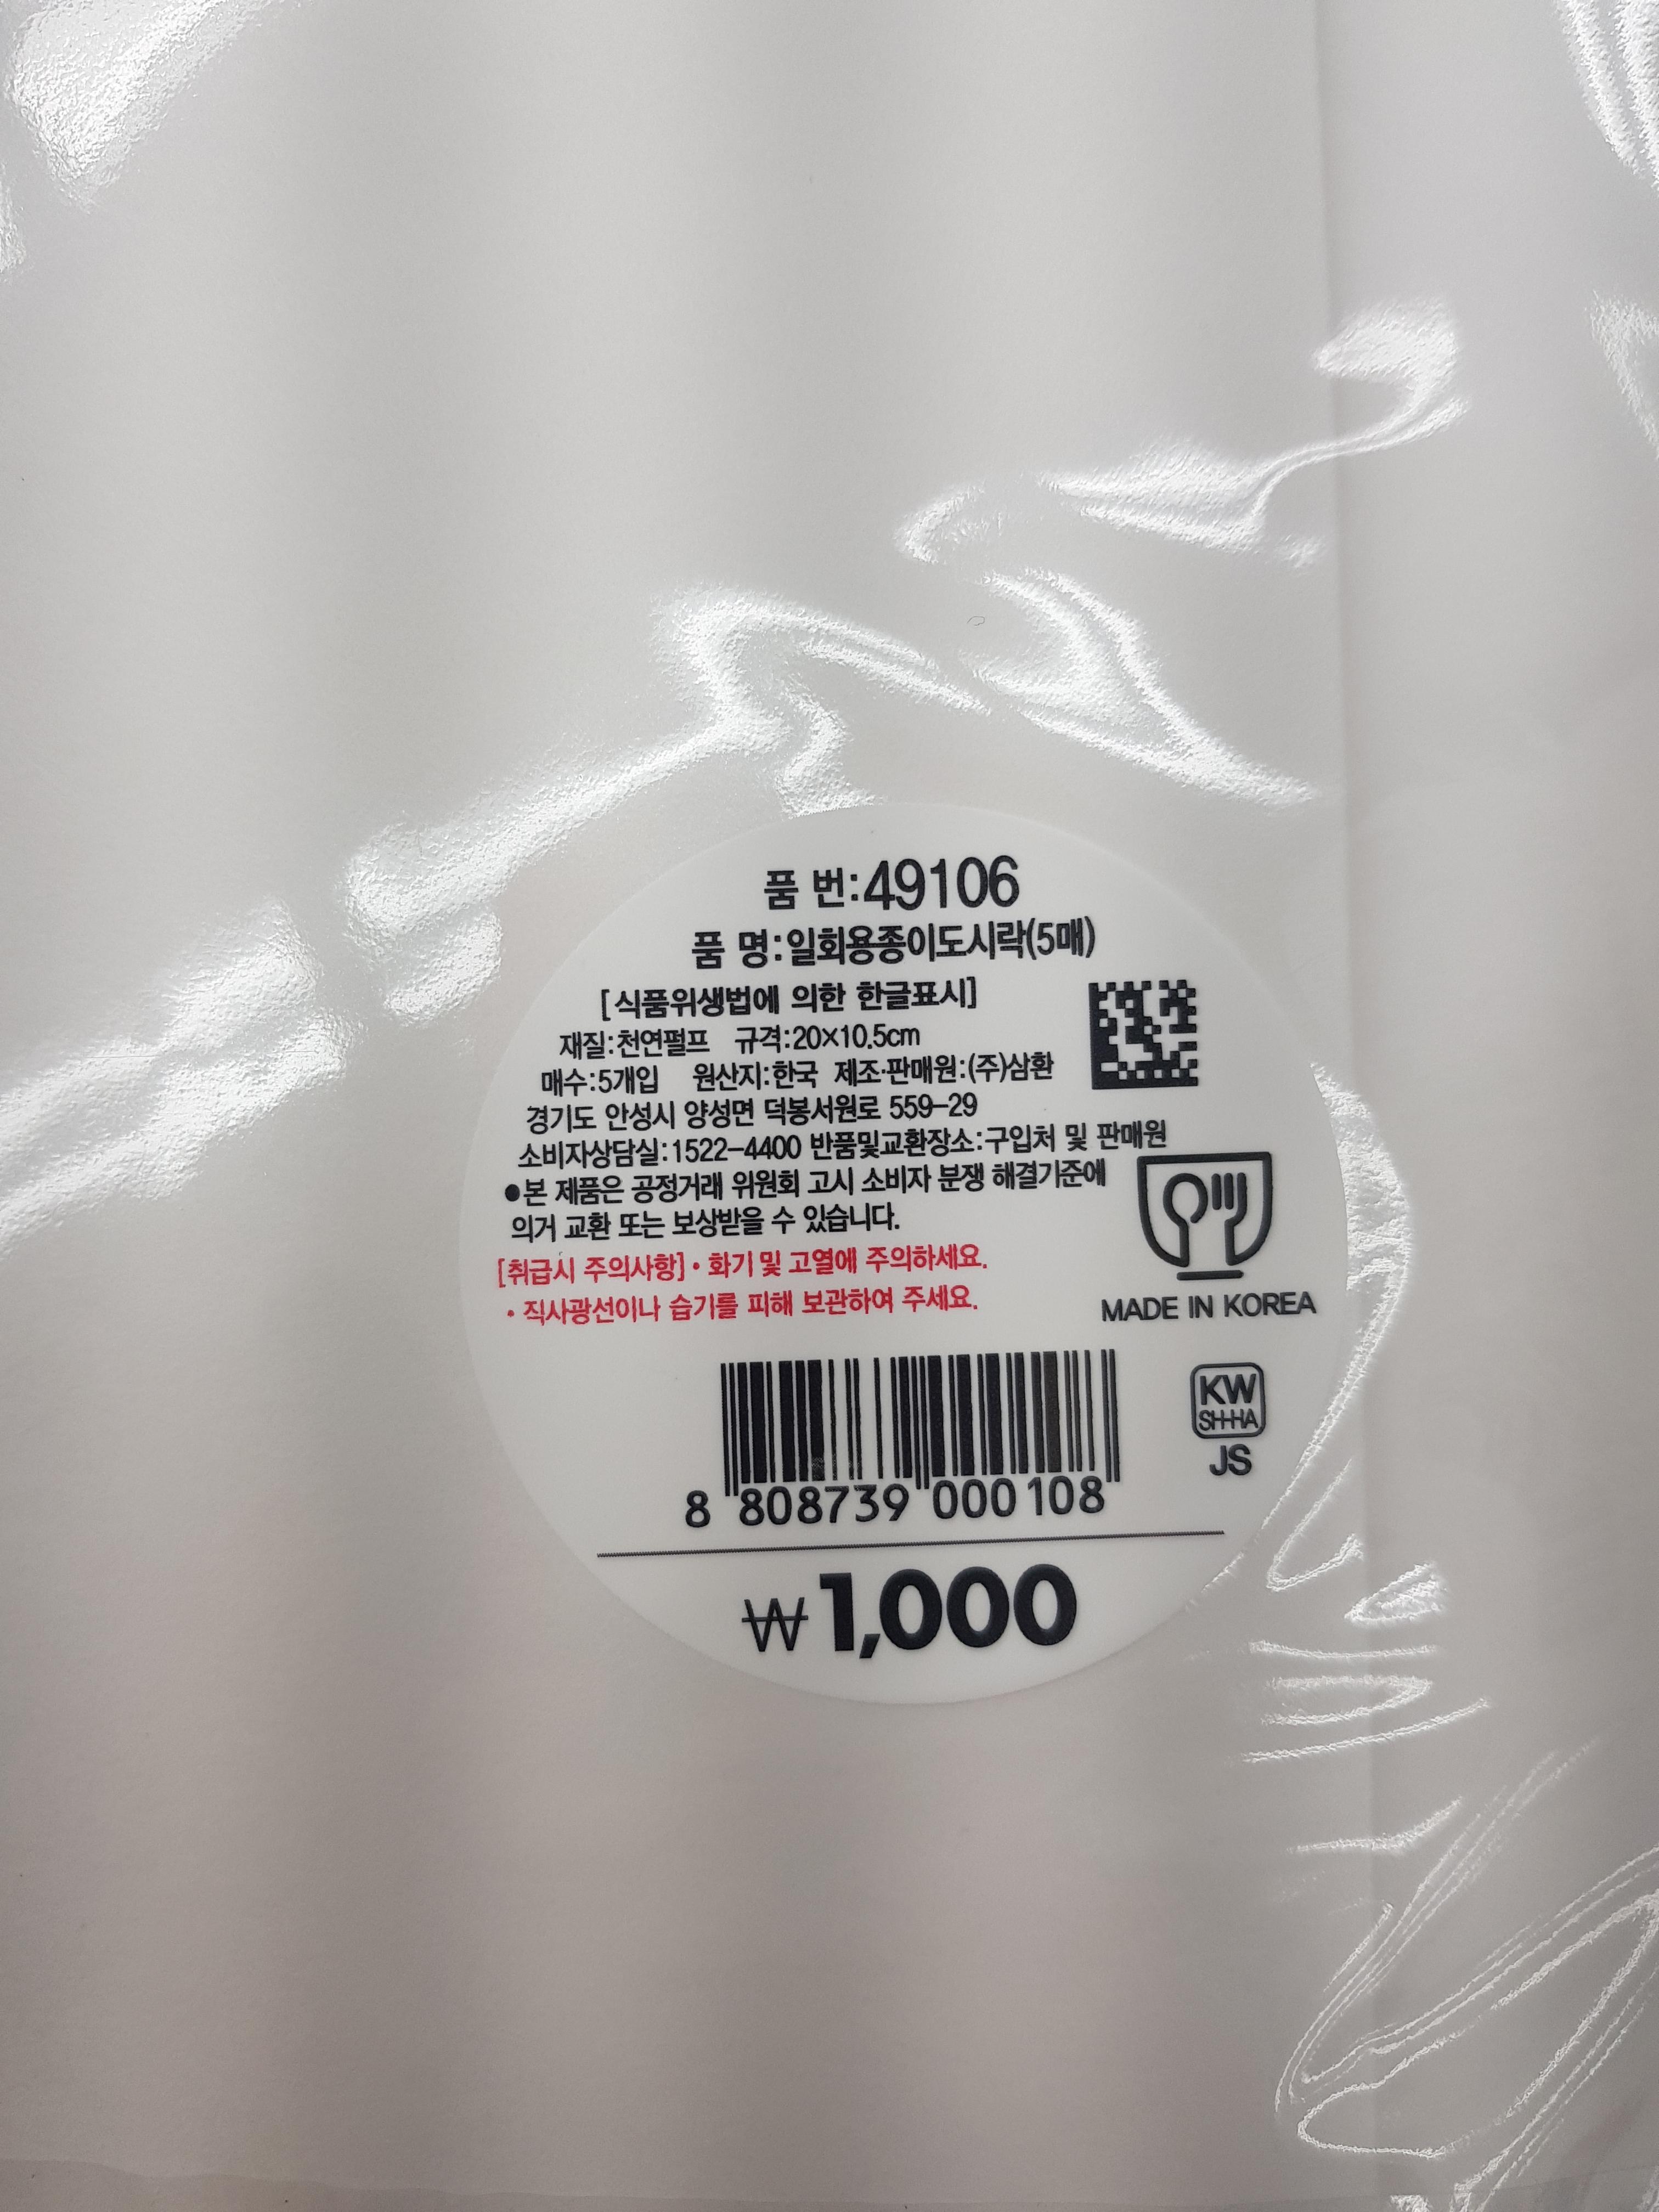 품 번:49106
품 명:일회용종이도시락(5매)
[식품위생법에 의한 한글표시]
재질:천연펄프 규격:20×10.5cm
매수:5개입 원산지:한국 제조·판매원:(주)삼환
경기도 안성시 양성면 덕봉서원로 559-29
소비자상담실:1522-4400 반품및교환장소:구입처 및 판매원
●본 제품은 공정거래 위원회 고시 소비자 분쟁 해결기준에
의거 교환 또는 보상받을 수 있습니다.
[취급시 주의사항]• 화기 및 고열에 주의하세요.
• 직사광선이나 습기를 피해 보관하여 주세요.
MADE IN KOREA
KW
SH-HA
JS
8 808739 000108
₩1,000